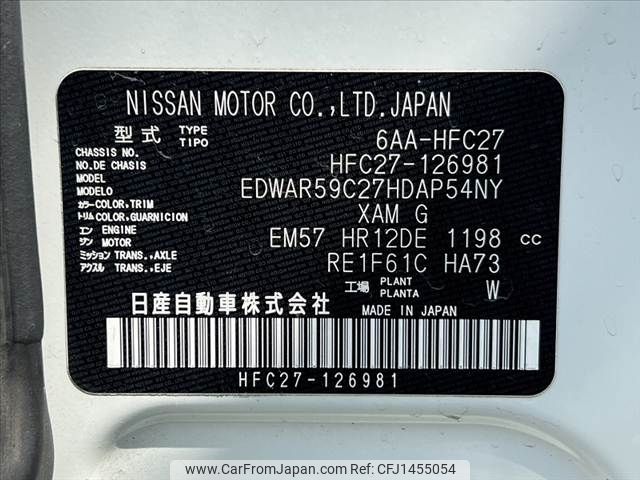 NISSAN MOTOR CO.,LTD.JAPAN
型式 TYPE TIPO 6AA-HFC27
CHASSIS NO. NO.DE CHASIS HFC27-126981
MODEL MODELO EDWAR59C27HDAP54NY
カラー COLOR,TRIM トリム COLOR,GUARNICION XAM G
エン ジン ENGINE MOTOR EM57 HR12DE 1198 CC
ミッション TRANS.,AXLE アクスル TRANS.,EJE RE1F61C HA73
工場 PLANT PLANTA W
日産自動車株式会社 MADE IN JAPAN
HFC27-126981
www.CarFromJapan.com - CFJ1455054